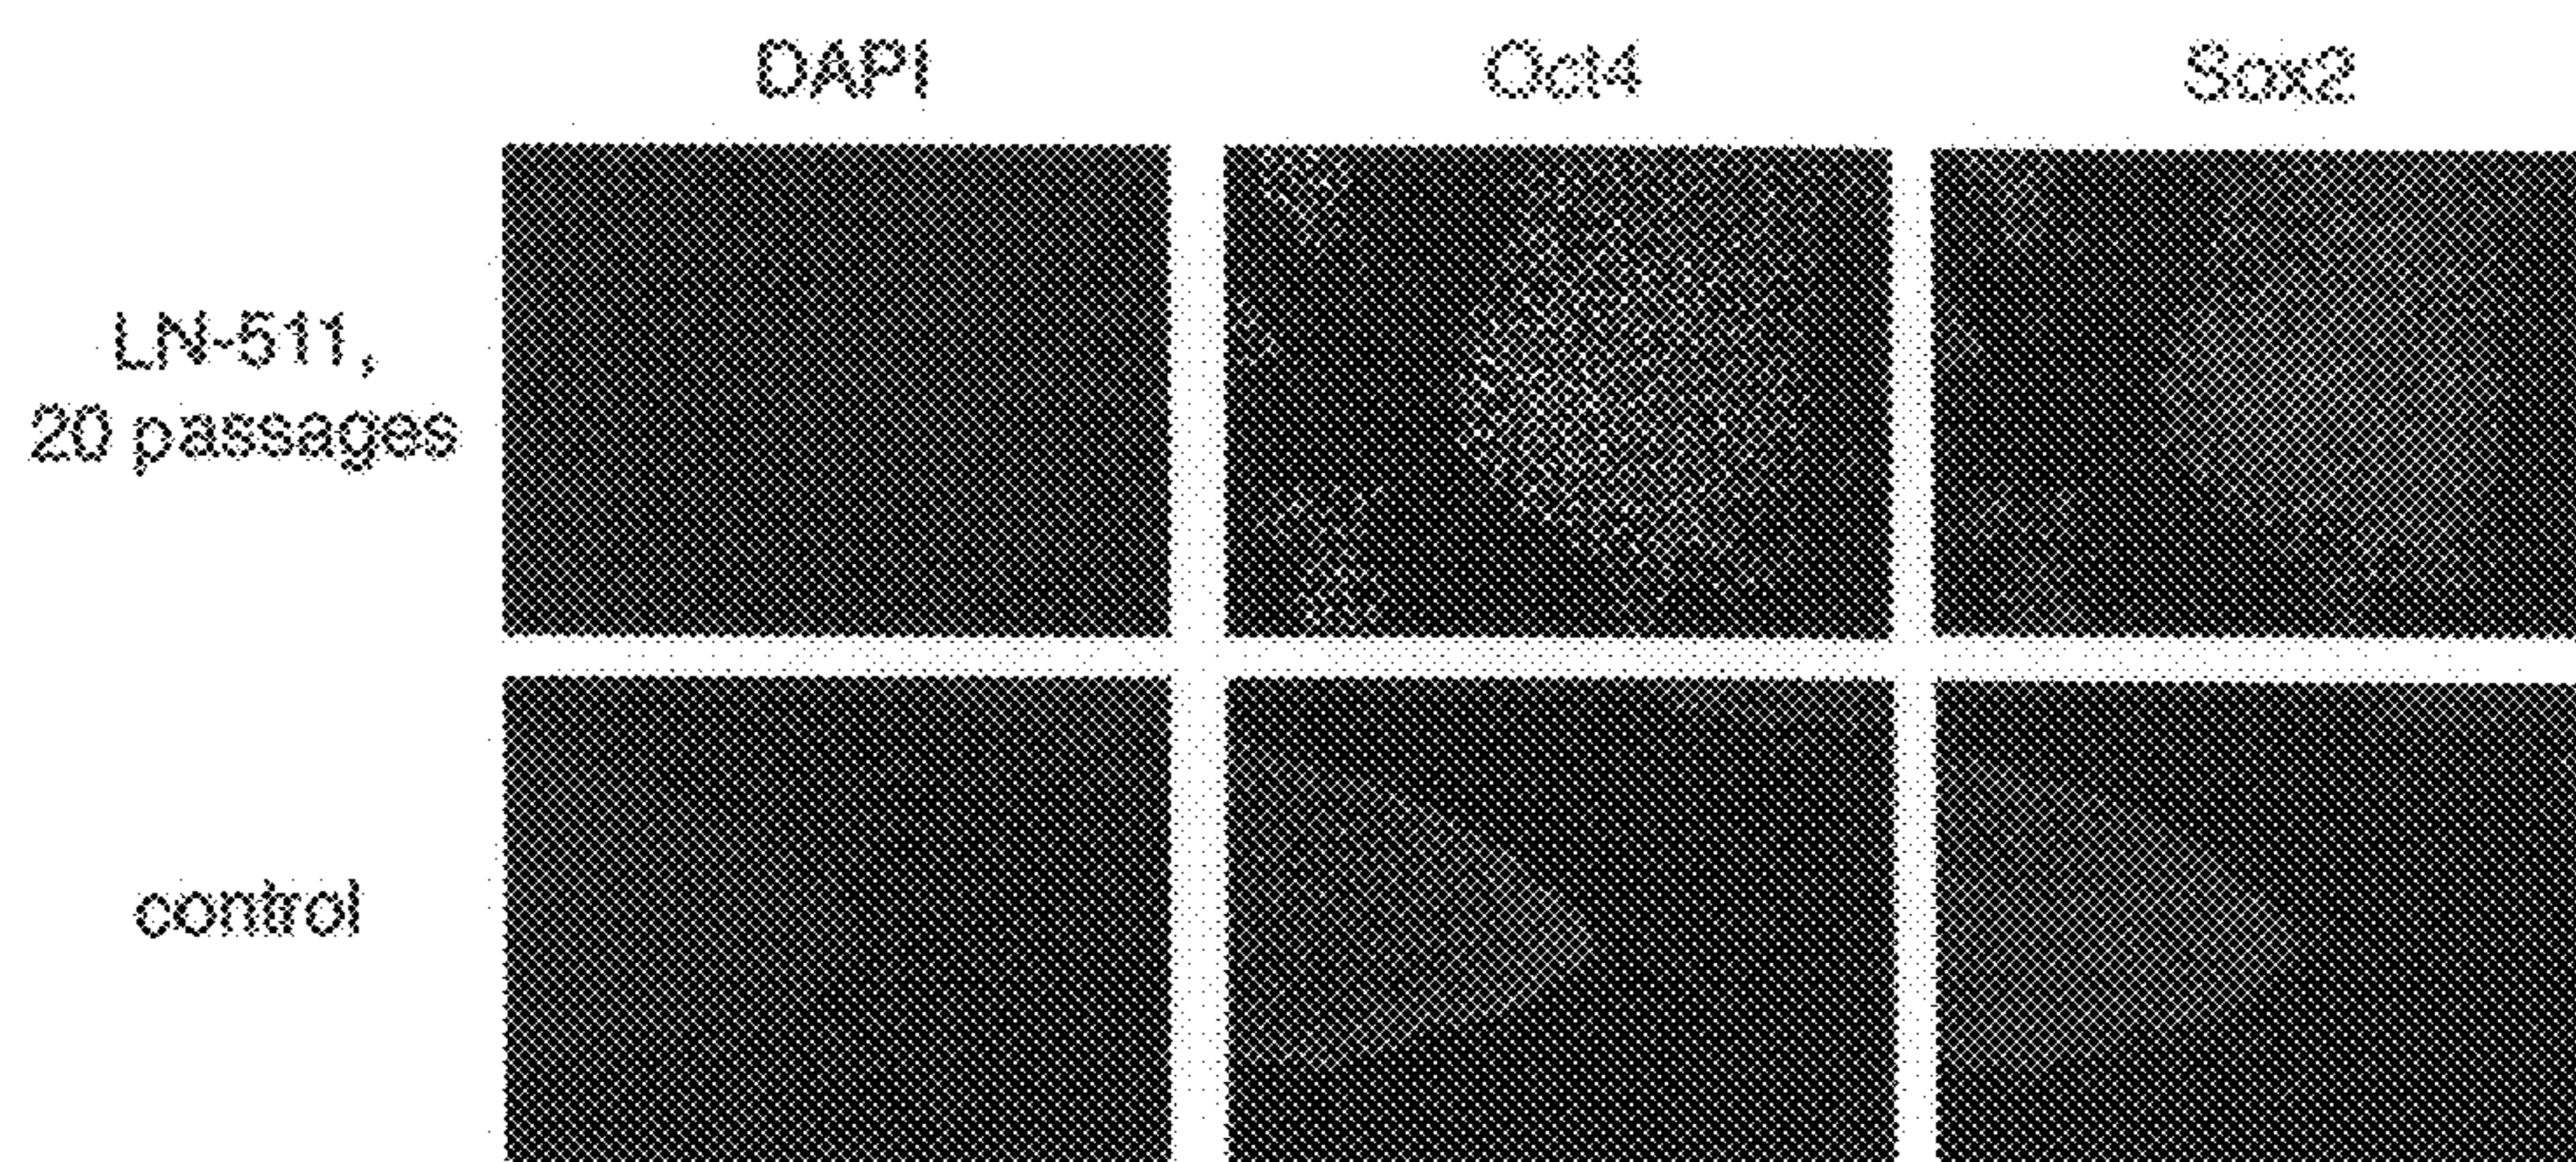 DAPI Oct4 Sox2
LN-511,
20 passages
control